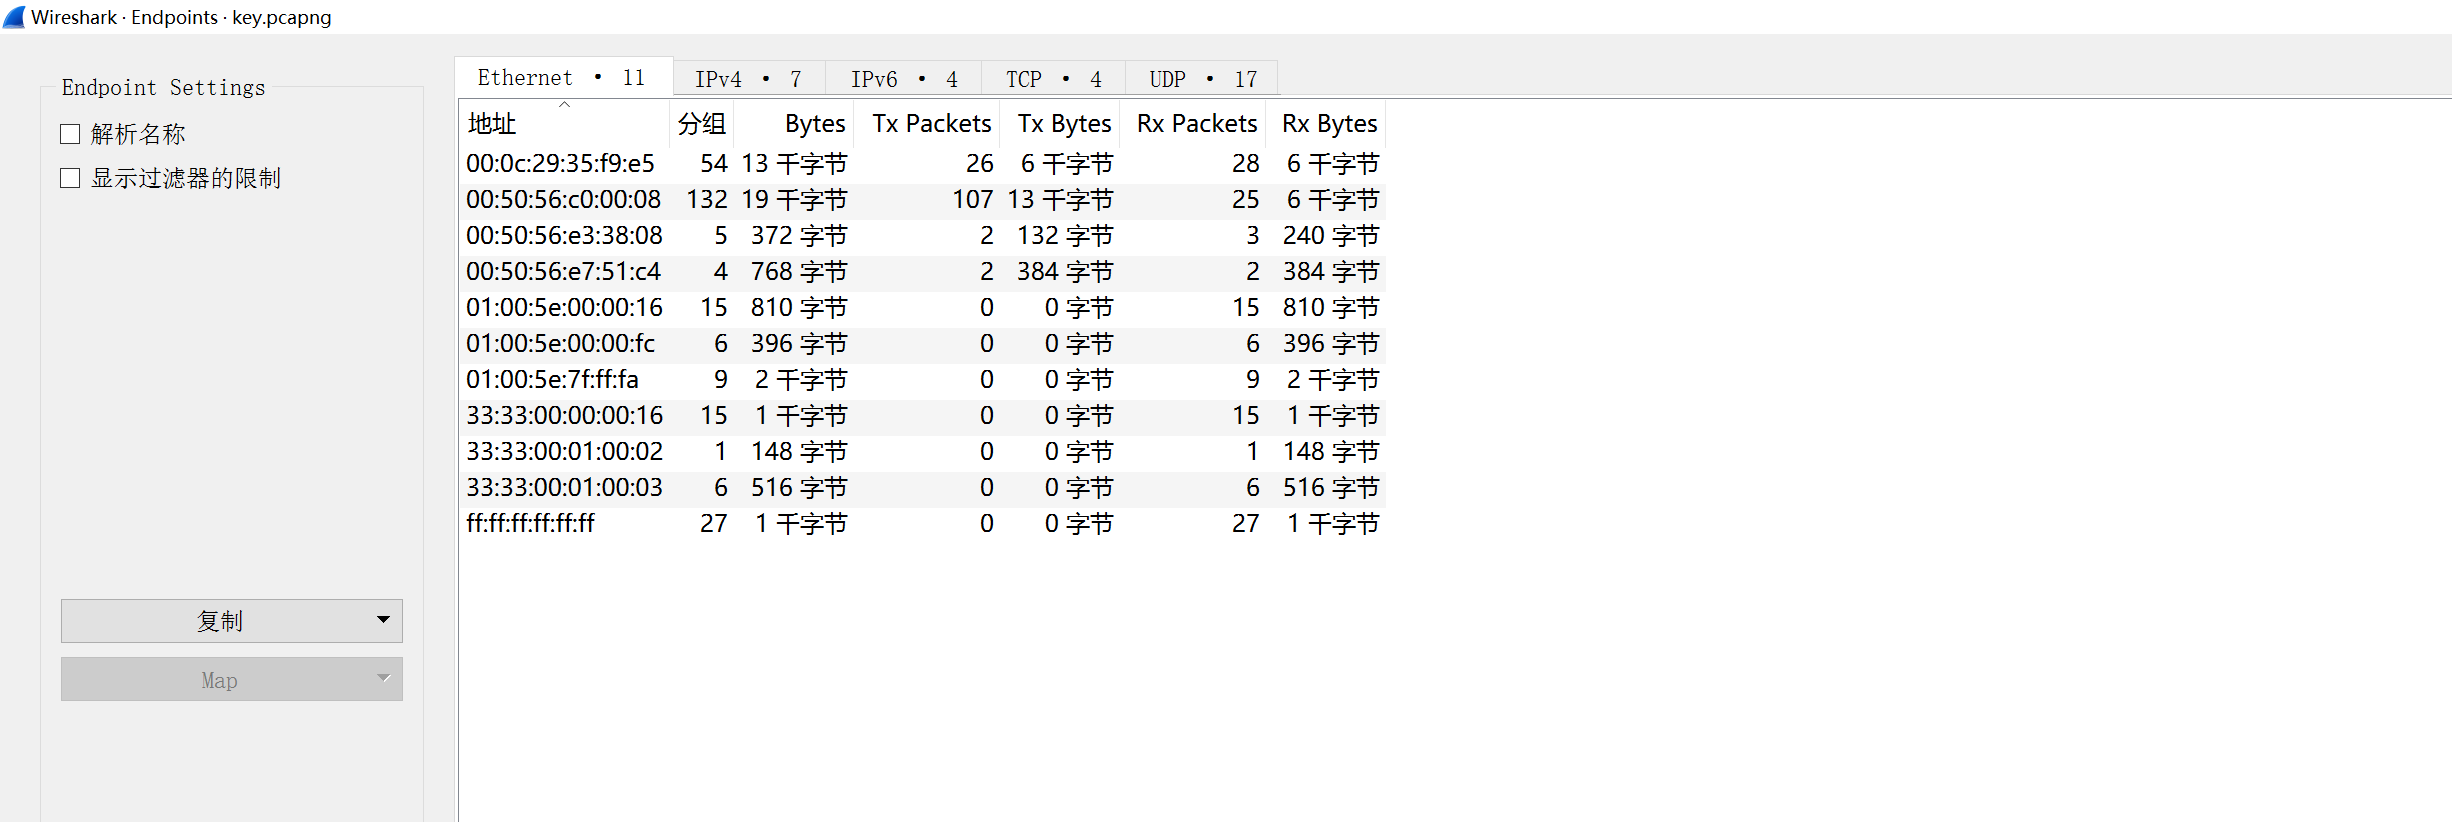 Wireshark · Endpoints · key.pcapng
Endpoint Settings
解析名称
显示过滤器的限制
复制
Map
Ethernet · 11 IPv4 · 7 IPv6 · 4 TCP · 4 UDP · 17
地址 分组 Bytes Tx Packets Tx Bytes Rx Packets Rx Bytes
00:0c:29:35:f9:e5 54 13 千字节 26 6 千字节 28 6 千字节
00:50:56:c0:00:08 132 19 千字节 107 13 千字节 25 6 千字节
00:50:56:e3:38:08 5 372 字节 2 132 字节 3 240 字节
00:50:56:e7:51:c4 4 768 字节 2 384 字节 2 384 字节
01:00:5e:00:00:16 15 810 字节 0 0 字节 15 810 字节
01:00:5e:00:00:fc 6 396 字节 0 0 字节 6 396 字节
01:00:5e:7f:ff:fa 9 2 千字节 0 0 字节 9 2 千字节
33:33:00:00:00:16 15 1 千字节 0 0 字节 15 1 千字节
33:33:00:01:00:02 1 148 字节 0 0 字节 1 148 字节
33:33:00:01:00:03 6 516 字节 0 0 字节 6 516 字节
ff:ff:ff:ff:ff:ff 27 1 千字节 0 0 字节 27 1 千字节